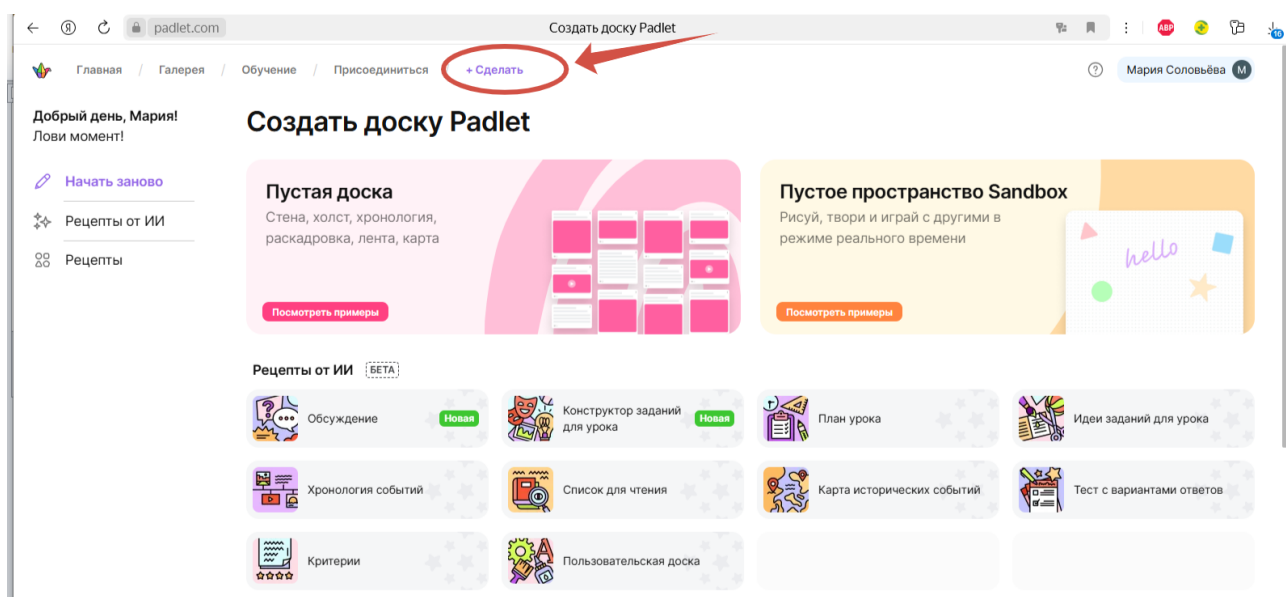 padlet.com
Создать доску Padlet
ABP
16
Главная / Галерея / Обучение / Присоединиться
+ Сделать
?
Мария Соловьёва М
Добрый день, Мария!
Лови момент!
Начать заново
Рецепты от ИИ
Рецепты
Создать доску Padlet
Пустая доска
Стена, холст, хронология,
раскадровка, лента, карта
Посмотреть примеры
Пустое пространство Sandbox
Рисуй, твори и играй с другими в
режиме реального времени
Посмотреть примеры
hello
Рецепты от ИИ БЕТА
Обсуждение Новая
Конструктор заданий
для урока
Новая
План урока
Идеи заданий для урока
Хронология событий
Список для чтения
Карта исторических событий
Тест с вариантами ответов
Критерии
Пользовательская доска